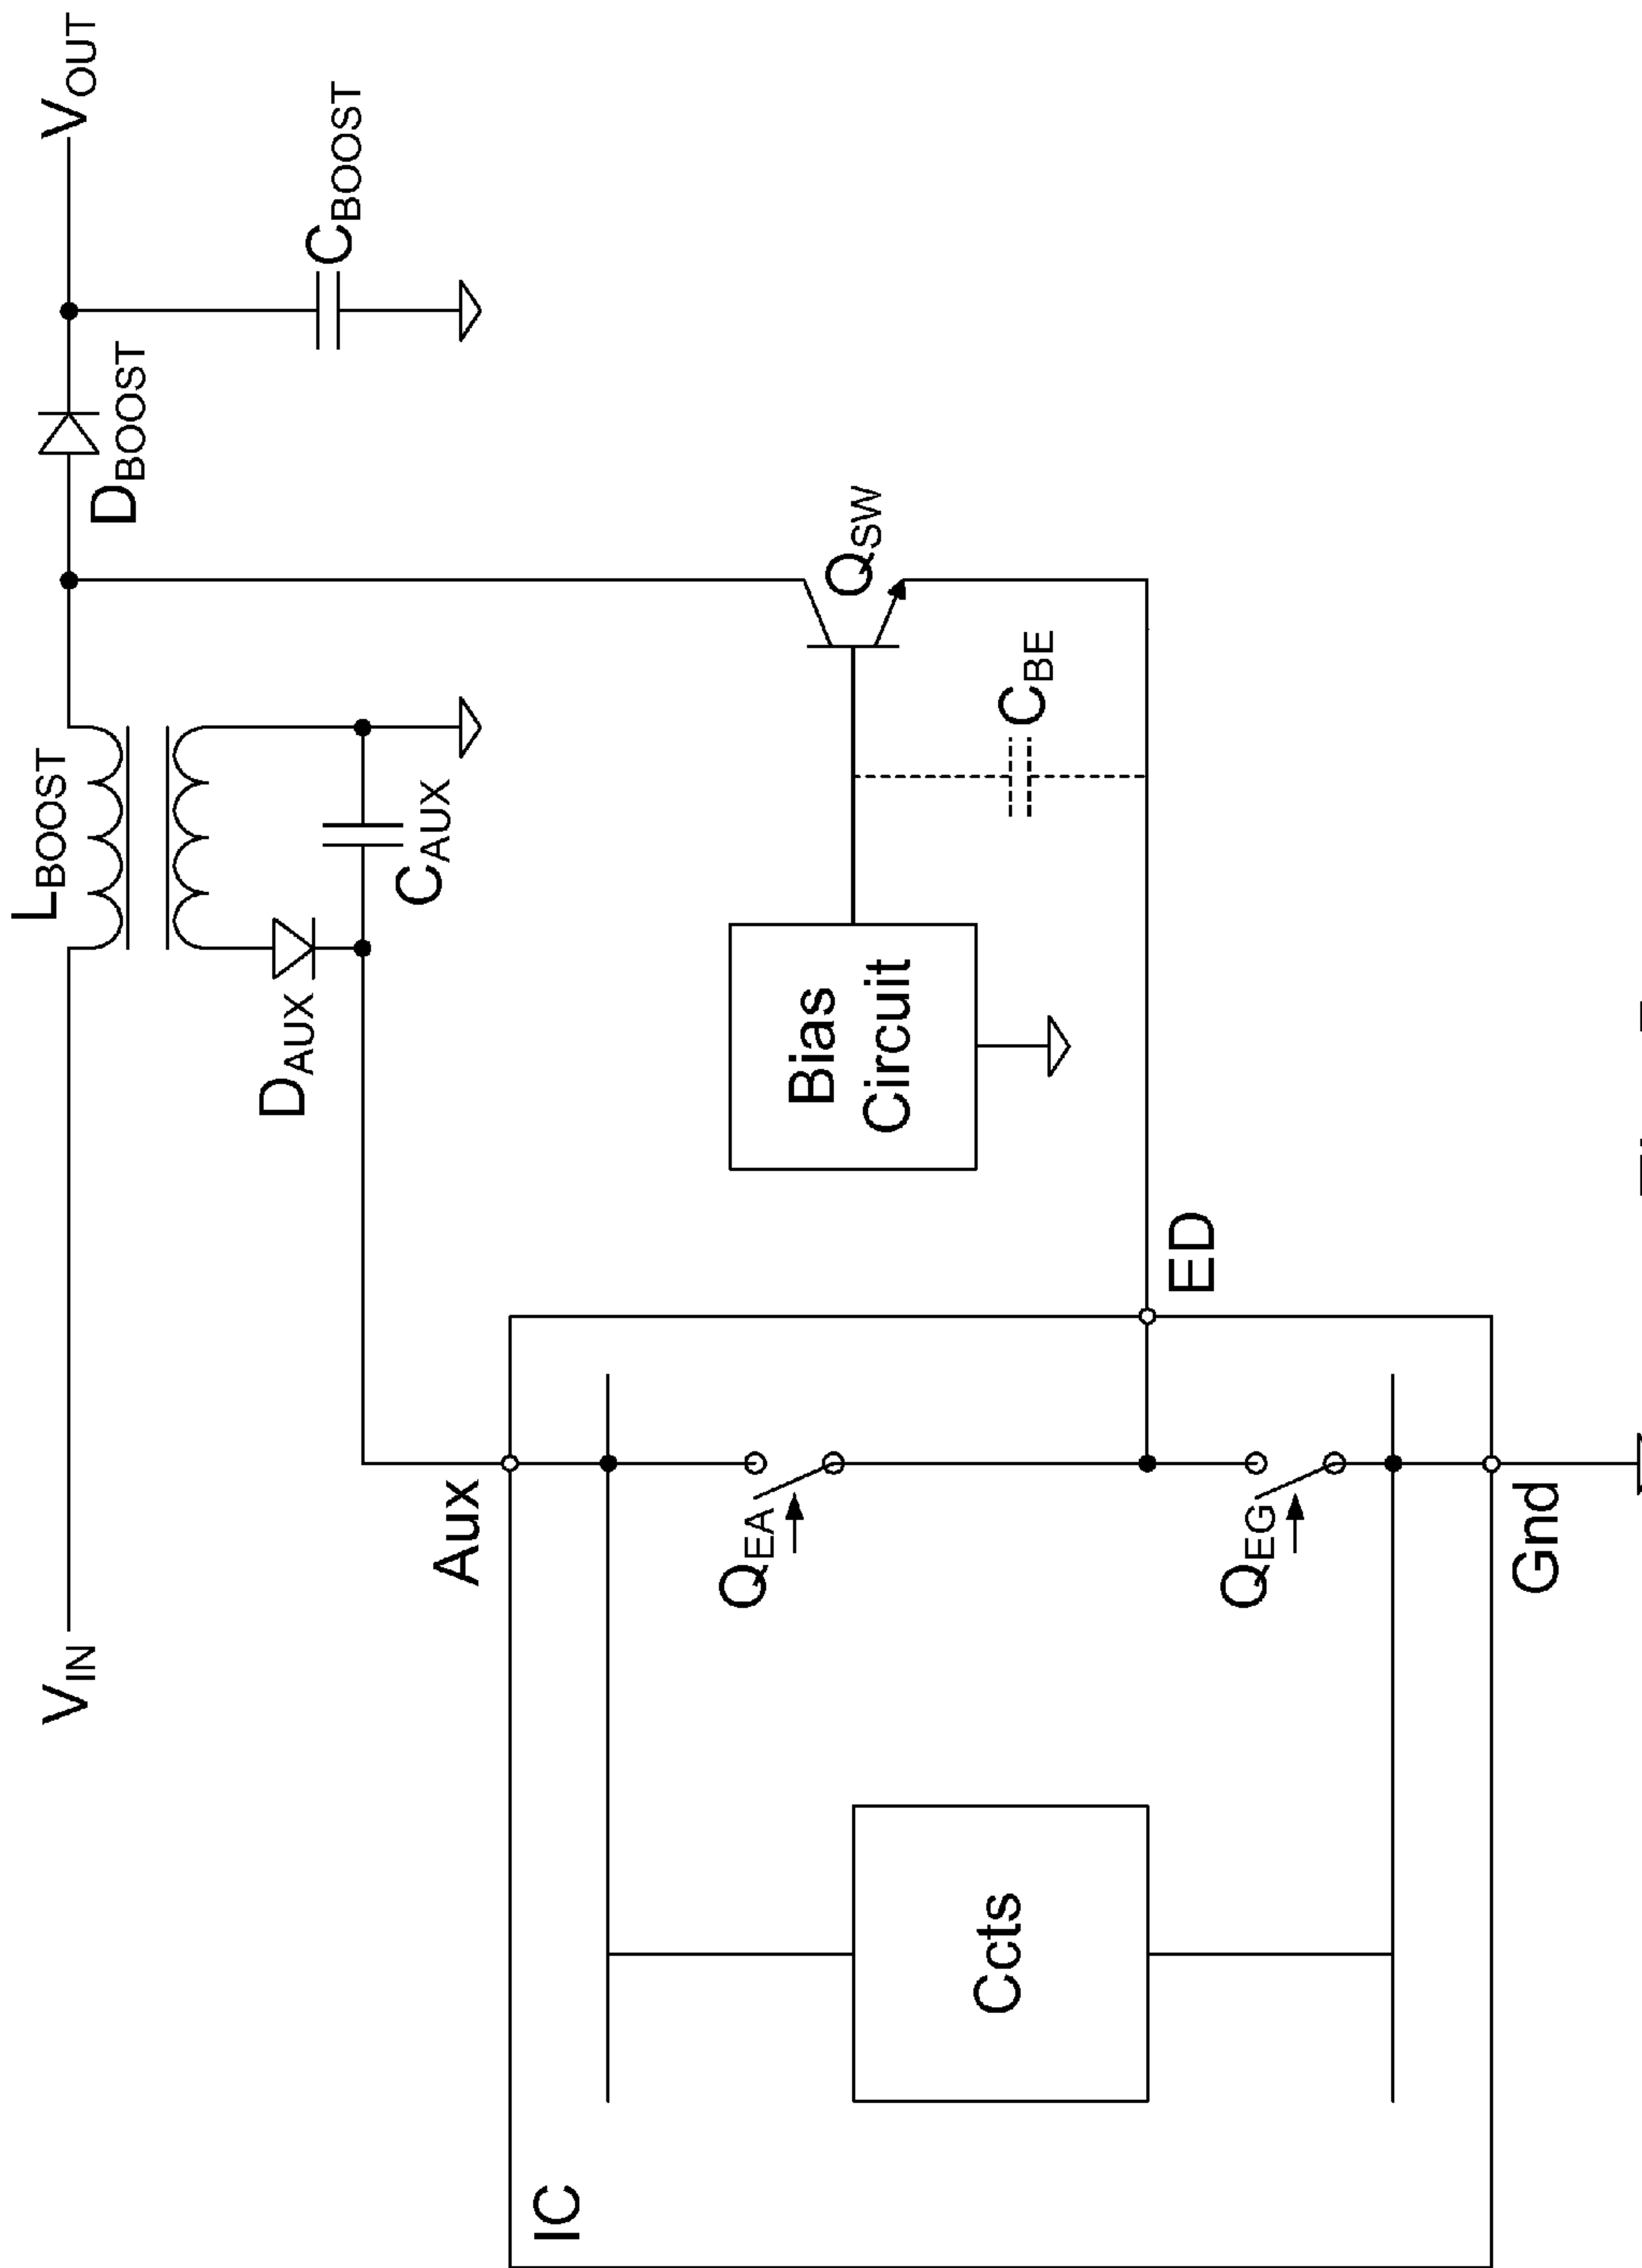 VIN
LBOOST
DBOOST
VOUT
DAUX
CAUX
CBOOST
Aux
QSW
Bias
Circuit
CBE
ED
IC
QEA
QEG
Ccts
Gnd